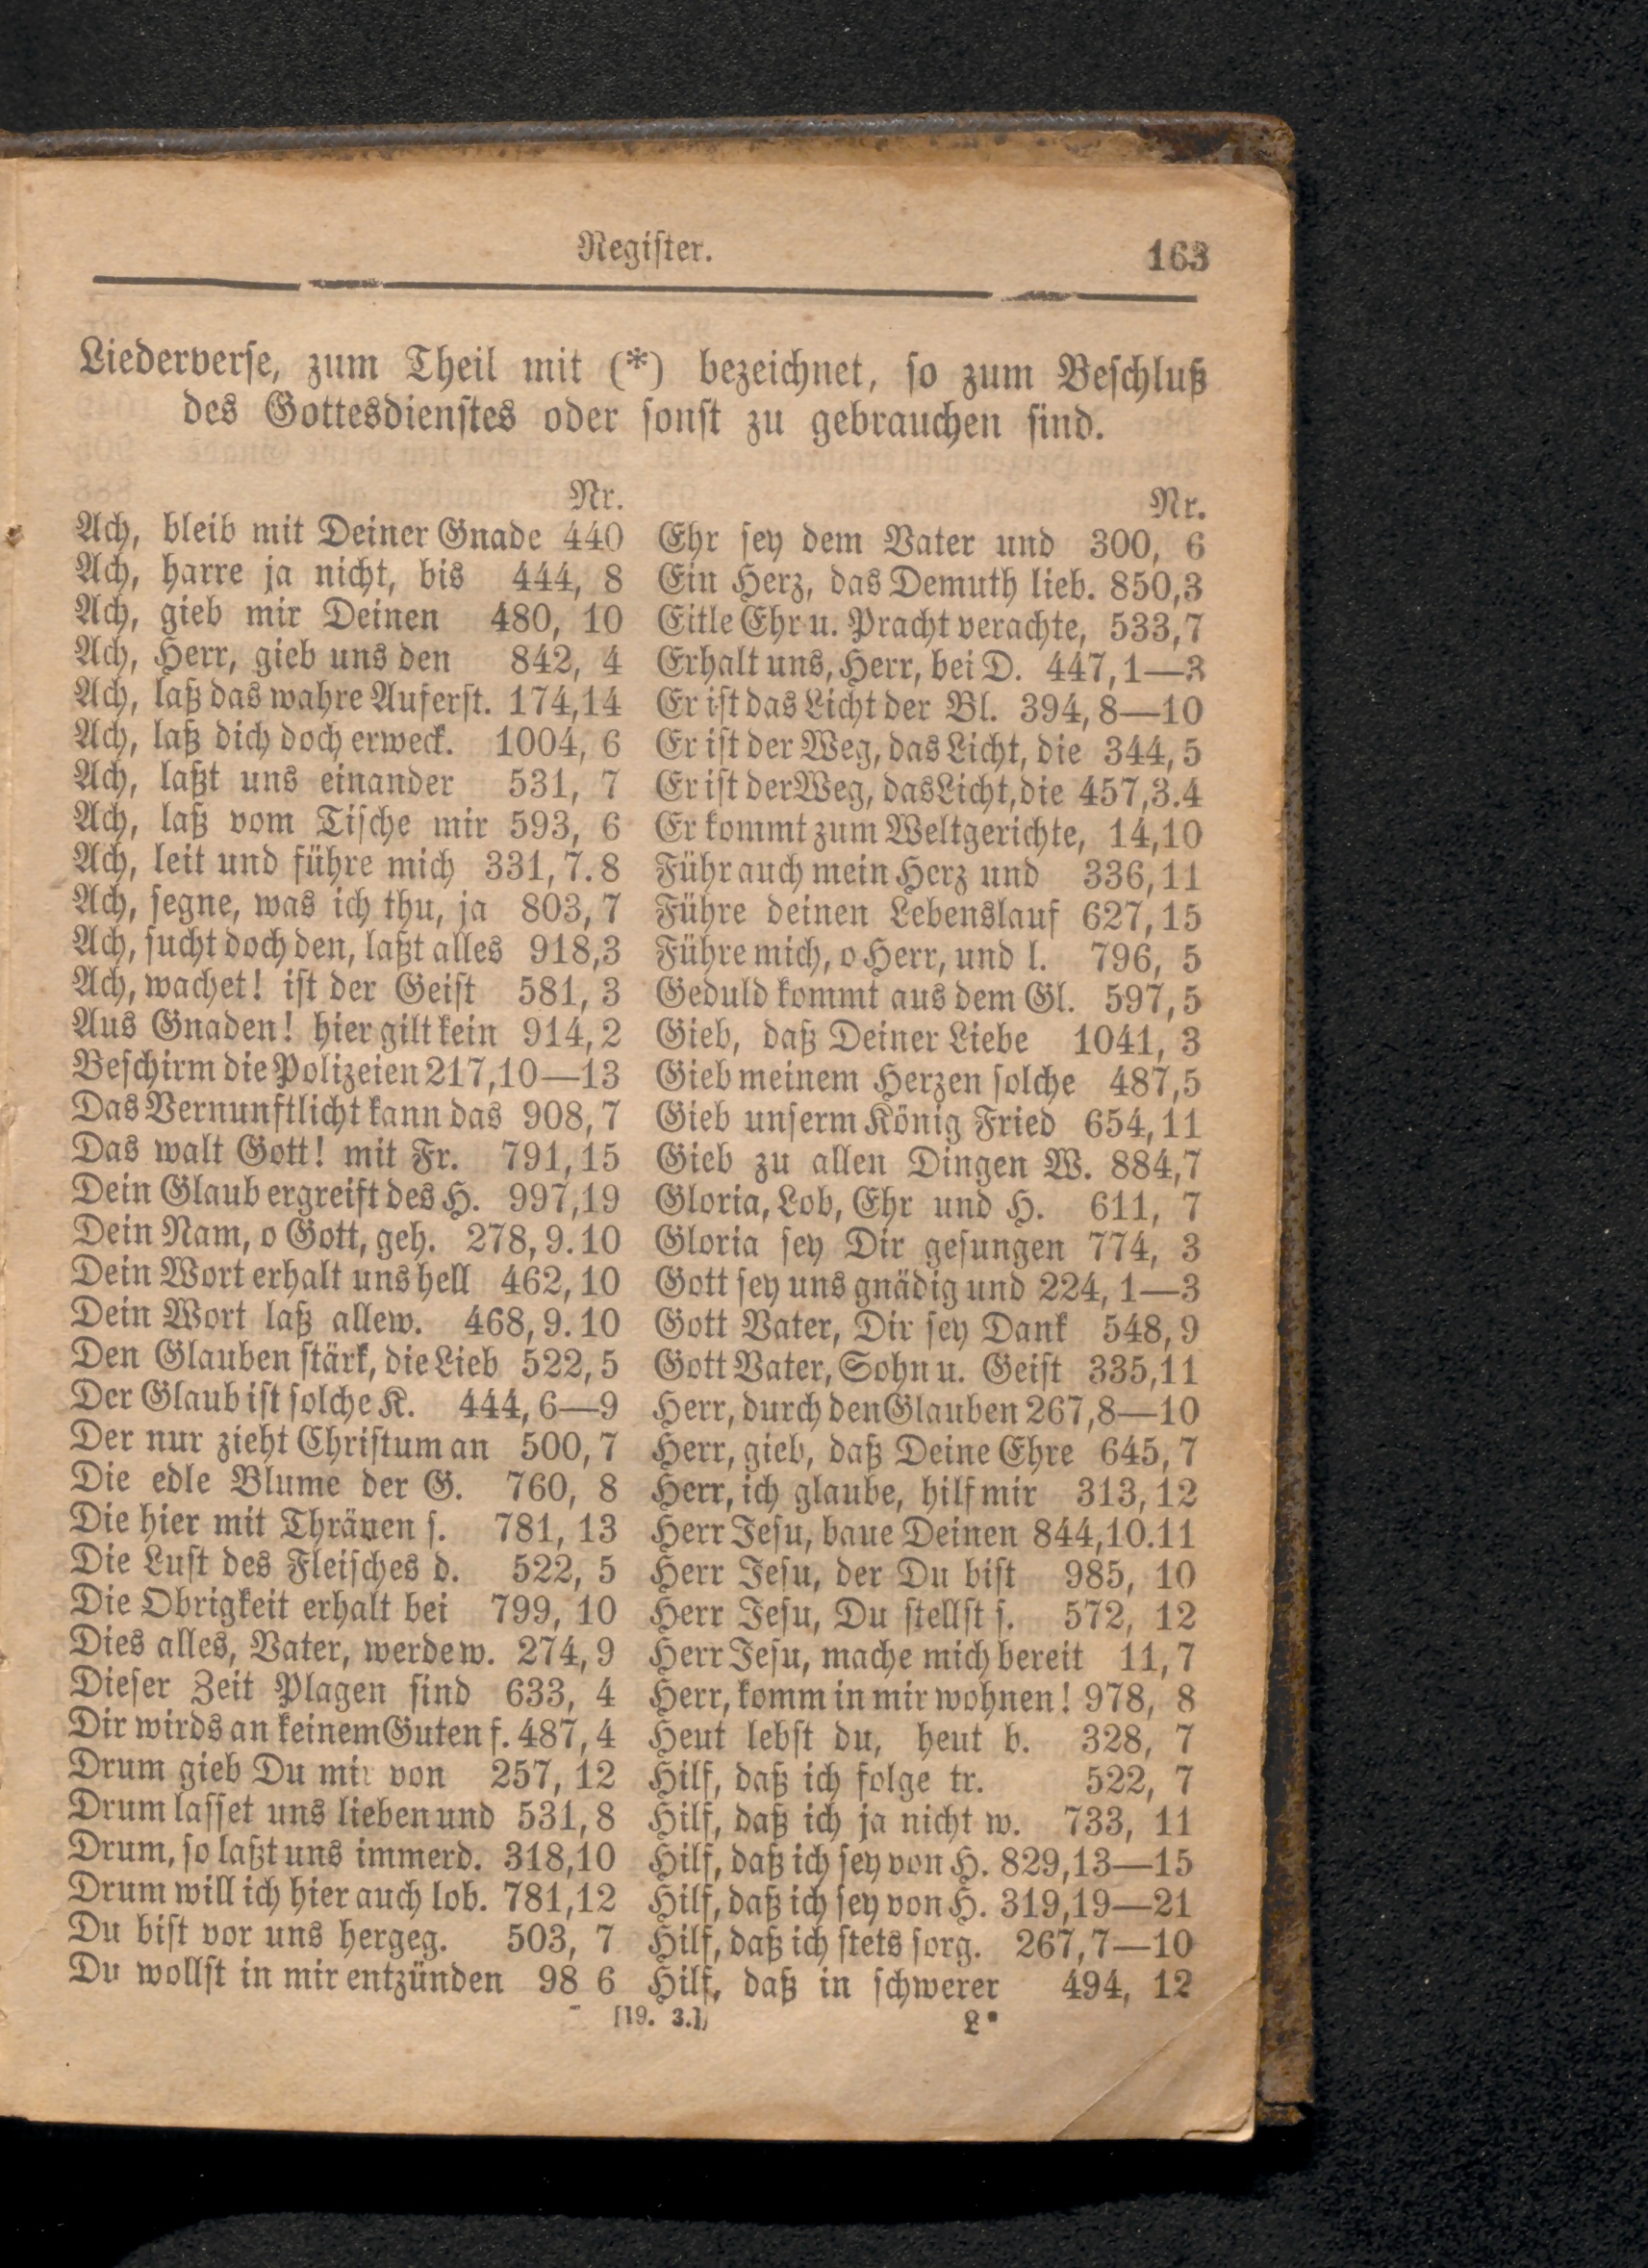 Register.
163
Liederverse, zum Theil mit (*) bezeichnet, so zum Beschluß
des Gottesdienstes oder sonst zu gebrauchen sind.
Nr.
Ach, bleib mit Deiner Gnade 440
Ach, harre ja nicht, bis 444, 8
Ach, gieb mir Deinen 480, 10
Ach, Herr, gieb uns den 842, 4
Ach, laß das wahre Auferst. 174,14
Ach, laß dich doch erweck. 1004, 6
Ach, laßt uns einander 531, 7
Ach, laß vom Tische mir 593, 6
Ach, leit und führe mich 331, 7. 8
Ach, segne, was ich thu, ja 803, 7
Ach, sucht doch den, laßt alles 918,3
Ach, wachet! ist der Geist 581, 3
Aus Gnaden! hier gilt kein 914, 2
Beschirm die Polizeien 217,10—13
Das Vernunftlicht kann das 908, 7
Das walt Gott! mit Fr. 791, 15
Dein Glaub ergreift des H. 997,19
Dein Nam, o Gott, geh. 278, 9. 10
Dein Wort erhalt uns hell 462, 10
Dein Wort laß allew. 468, 9. 10
Den Glauben stärk, die Lieb 522, 5
Der Glaub ist solche K. 444, 6—9
Der nur zieht Christum an 500, 7
Die edle Blume der G. 760, 8
Die hier mit Thränen s. 781, 13
Die Lust des Fleisches d. 522, 5
Die Obrigkeit erhalt bei 799, 10
Dies alles, Vater, werde w. 274, 9
Dieser Zeit Plagen sind 633, 4
Dir wirds an keinem Guten f. 487, 4
Drum gieb Du mir von 257, 12
Drum lasset uns lieben und 531, 8
Drum, so laßt uns immerd. 318,10
Drum will ich hier auch lob. 781,12
Du bist vor uns hergeg. 503, 7
Du wollst in mir entzünden 98 6
Nr.
Ehr sey dem Vater und 300, 6
Ein Herz, das Demuth lieb. 850,3
Eitle Ehr u. Pracht verachte, 533,7
Erhalt uns, Herr, bei D. 447, 1—3
Er ist das Licht der Bl. 394, 8—10
Er ist der Weg, das Licht, die 344, 5
Er ist der Weg, das Licht, die 457,3.4
Er kommt zum Weltgerichte, 14,10
Führ auch mein Herz und 336, 11
Führe deinen Lebenslauf 627, 15
Führe mich, o Herr, und l. 796, 5
Geduld kommt aus dem Gl. 597, 5
Gieb, daß Deiner Liebe 1041, 3
Gieb meinem Herzen solche 487,5
Gieb unserm König Fried 654, 11
Gieb zu allen Dingen W. 884,7
Gloria, Lob, Ehr und H. 611, 7
Gloria sey Dir gesungen 774, 3
Gott sey uns gnädig und 224, 1—3
Gott Vater, Dir sey Dank 548, 9
Gott Vater, Sohn u. Geist 335,11
Herr, durch den Glauben 267,8—10
Herr, gieb, daß Deine Ehre 645, 7
Herr, ich glaube, hilf mir 313, 12
Herr Jesu, baue Deinen 844,10.11
Herr Jesu, der Du bist 985, 10
Herr Jesu, Du stellst s. 572, 12
Herr Jesu, mache mich bereit 11, 7
Herr, komm in mir wohnen! 978, 8
Heut lebst du, heut b. 328, 7
Hilf, daß ich folge tr. 522, 7
Hilf, daß ich ja nicht w. 733, 11
Hilf, daß ich sey von H. 829,13—15
Hilf, daß ich sey von H. 319,19—21
Hilf, daß ich stets sorg. 267, 7—10
Hilf, daß in schwerer 494, 12
[19. 3.]
L*